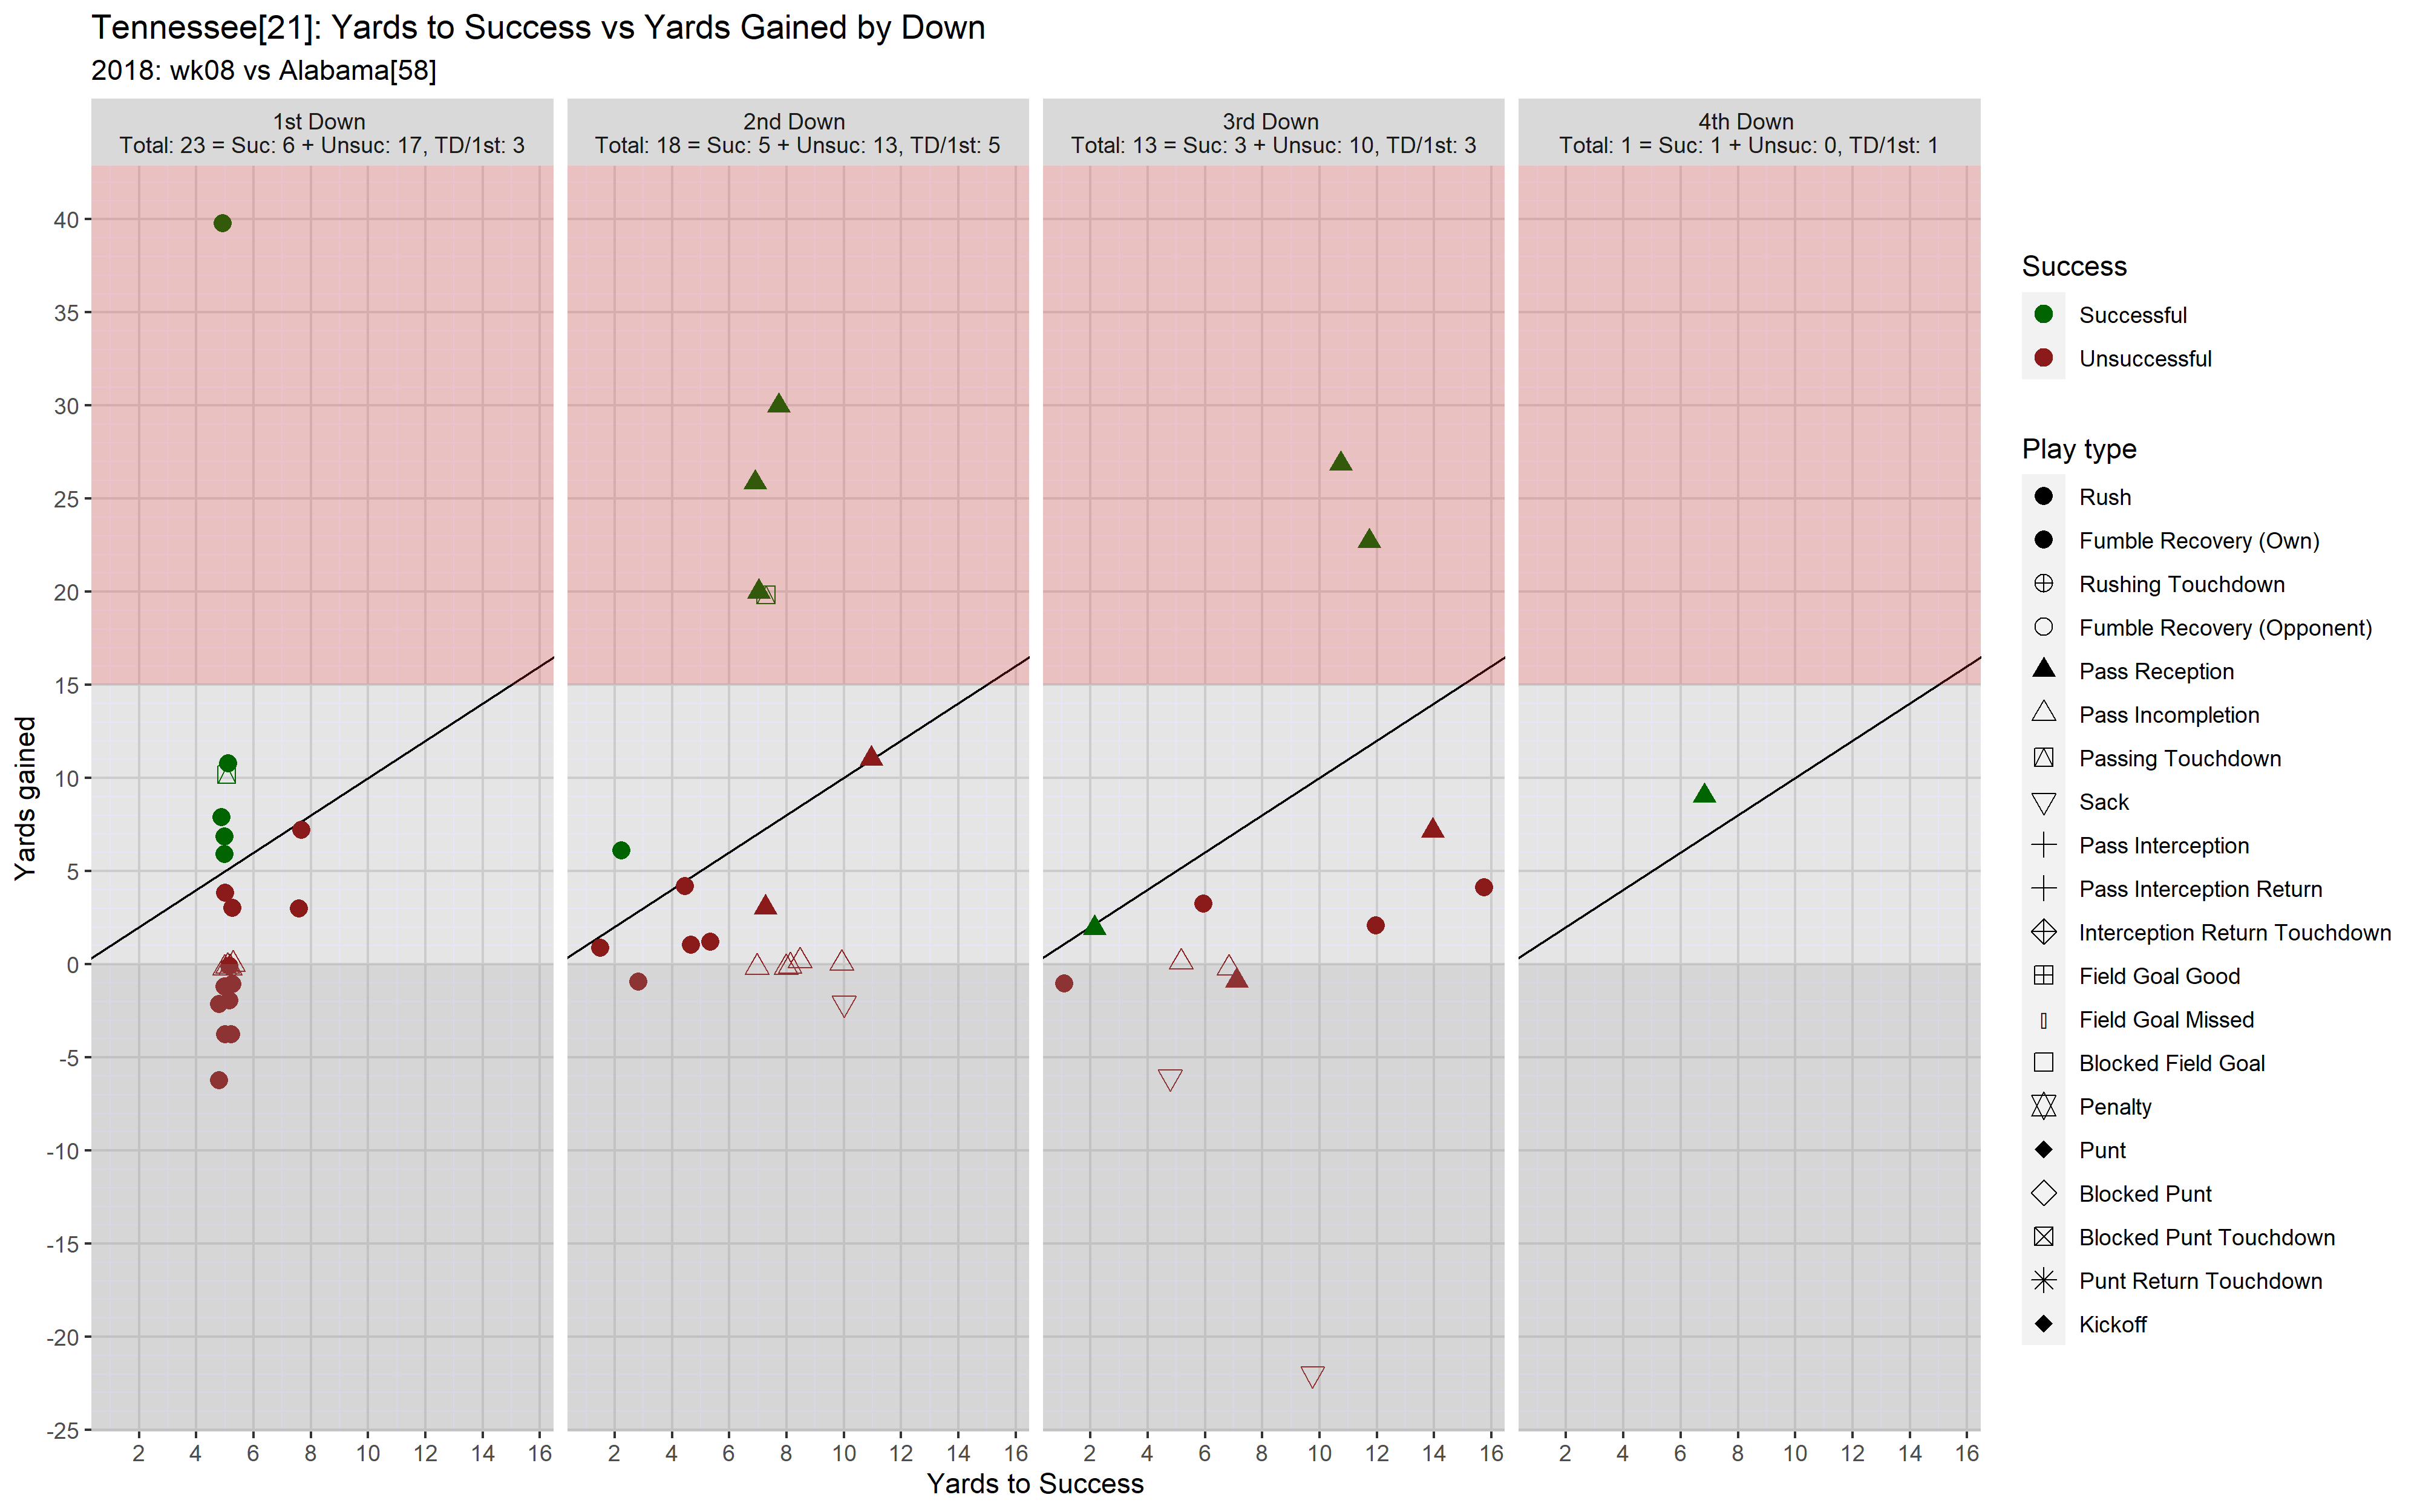 Tennessee[21]: Yards to Success vs Yards Gained by Down
2018: wk08 vs Alabama[58]
1st Down
Total: 23 = Suc: 6 + Unsuc: 17, TD/1st: 3
2nd Down
Total: 18 = Suc: 5 + Unsuc: 13, TD/1st: 5
3rd Down
Total: 13 = Suc: 3 + Unsuc: 10, TD/1st: 3
4th Down
Total: 1 = Suc: 1 + Unsuc: 0, TD/1st: 1
Yards gained
40
35
30
25
20
15
10
5
0
-5
-10
-15
-20
-25
2 4 6 8 10 12 14 16
2 4 6 8 10 12 14 16
2 4 6 8 10 12 14 16
2 4 6 8 10 12 14 16
Yards to Success
Success
Successful
Unsuccessful
Play type
Rush
Fumble Recovery (Own)
Rushing Touchdown
Fumble Recovery (Opponent)
Pass Reception
Pass Incompletion
Passing Touchdown
Sack
Pass Interception
Pass Interception Return
Interception Return Touchdown
Field Goal Good
Field Goal Missed
Blocked Field Goal
Penalty
Punt
Blocked Punt
Blocked Punt Touchdown
Punt Return Touchdown
Kickoff